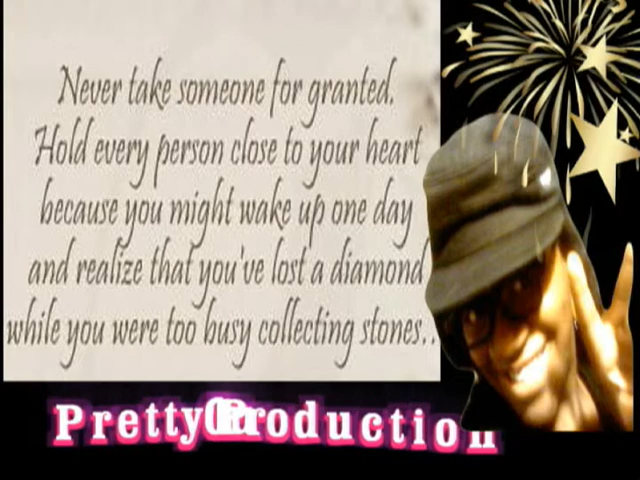 Never take someone for granted.
Hold every person close to your heart
because you might wake up one day
and realize that you've lost a diamond
while you were too busy collecting stones..
Pretty Production